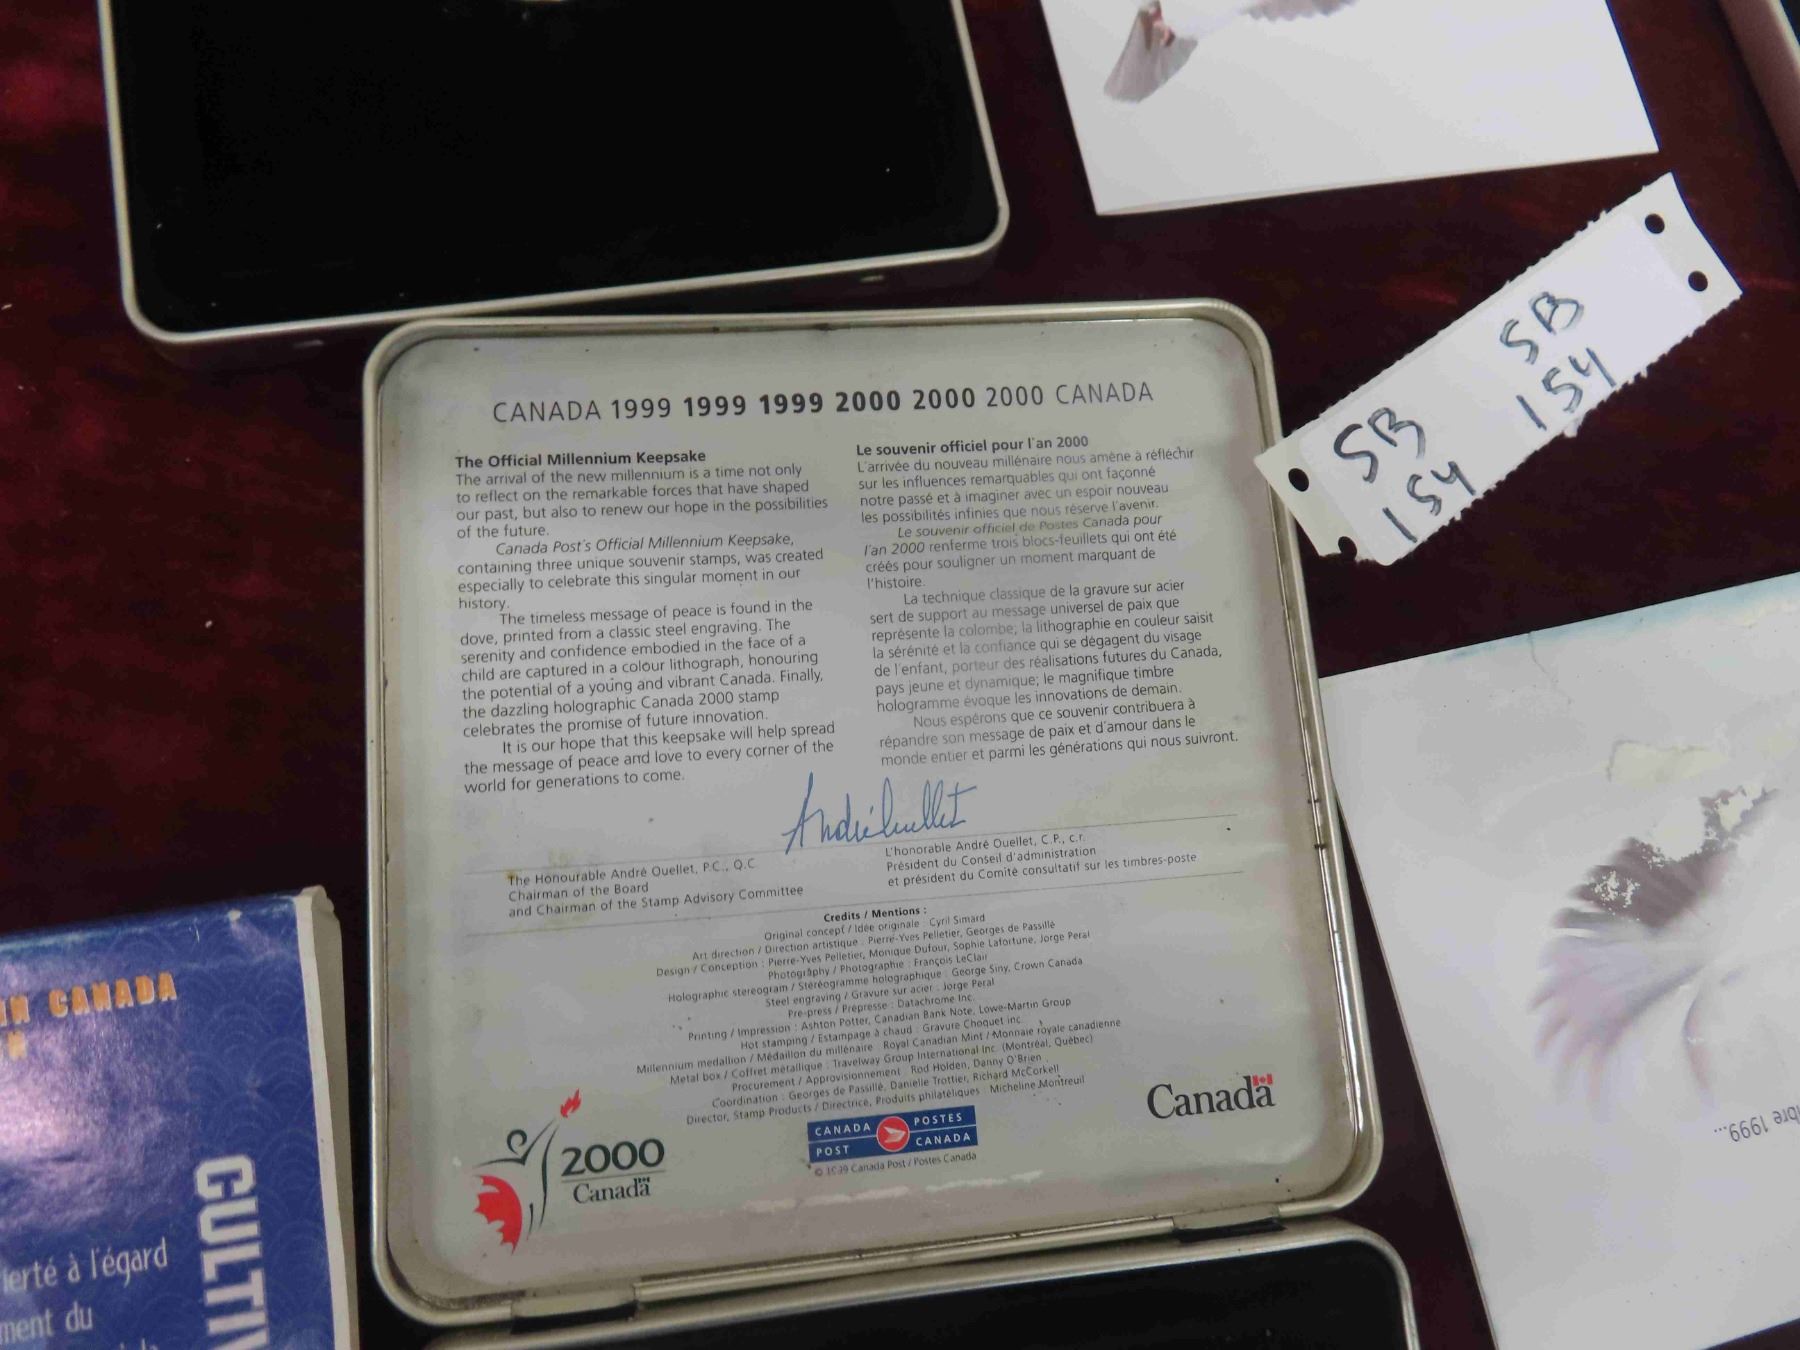 CANADA 1999 1999 1999 2000 2000 2000 CANADA
The Official Millennium Keepsake
The arrival of the new millennium is a time not only
to reflect on the remarkable forces that have shaped
our past, but also to renew our hope in the possibilities
of the future.
Canada Post's Official Millennium Keepsake,
containing three unique souvenir stamps, was created
especially to celebrate this singular moment in our
history.
The timeless message of peace is found in the
dove, printed from a classic steel engraving. The
serenity and confidence embodied in the face of a
child are captured in a colour lithograph, honouring
the potential of a young and vibrant Canada. Finally,
the dazzling holographic Canada 2000 stamp
celebrates the promise of future innovation.
It is our hope that this keepsake will help spread
the message of peace and love to every corner of the
world for generations to come.
Le souvenir officiel pour l'an 2000
L'arrivée du nouveau millénaire nous amène à réfléchir
sur les influences remarquables qui ont façonné
notre passé et à imaginer avec un espoir nouveau
les possibilités infinies que nous réserve l'avenir.
Le souvenir officiel de Postes Canada pour
l'an 2000 renferme trois blocs-feuillets qui ont été
créés pour souligner un moment marquant de
l'histoire.
La technique classique de la gravure sur acier
sert de support au message universel de paix que
représente la colombe; la lithographie en couleur saisit
la sérénité et la confiance qui se dégagent du visage
de l'enfant, porteur des réalisations futures du Canada,
pays jeune et dynamique; le magnifique timbre
hologramme évoque les innovations de demain.
Nous espérons que ce souvenir contribuera à
répandre son message de paix et d'amour dans le
monde entier et parmi les générations qui nous suivront.
André Ouellet
The Honourable André Ouellet, P.C., Q.C
Chairman of the Board
and Chairman of the Stamp Advisory Committee
L'honorable André Ouellet, C.P., c.r.
Président du Conseil d'administration
et président du Comité consultatif sur les timbres-poste
Credits / Mentions :
Original concept / Idée originale : Cyril Simard
Art direction / Direction artistique : Pierre-Yves Pelletier, Georges de Passillé
Design / Conception : Pierre-Yves Pelletier, Monique Dufour, Sophie Lafortune, Jorge Peral
Photography / Photographie : François LeClair
Holographic stereogram / Stéréogramme holographique : George Siny, Crown Canada
Steel engraving / Gravure sur acier : Jorge Peral
Pre-press / Prépresse : Datachrome Inc.
Printing / Impression : Ashton Potter, Canadian Bank Note, Lowe-Martin Group
Hot stamping / Estampage à chaud : Gravure Choquet inc.
Millennium medallion / Médaillon du millénaire : Royal Canadian Mint / Monnaie royale canadienne
Metal box / Coffret métallique : Travelway Group International Inc. (Montréal, Québec)
Procurement / Approvisionnement : Rod Holden, Danny O'Brien
Coordination : Georges de Passillé, Danielle Trottier, Richard McCorkell
Director, Stamp Products / Directrice, Produits philatéliques : Micheline Montreuil
2000
Canada
CANADA POST
POSTES CANADA
© 1999 Canada Post / Postes Canada
Canada
SB
154
SB
154
IN CANADA
CULTIV
ierté à l'égard
ment du
bre 1999...